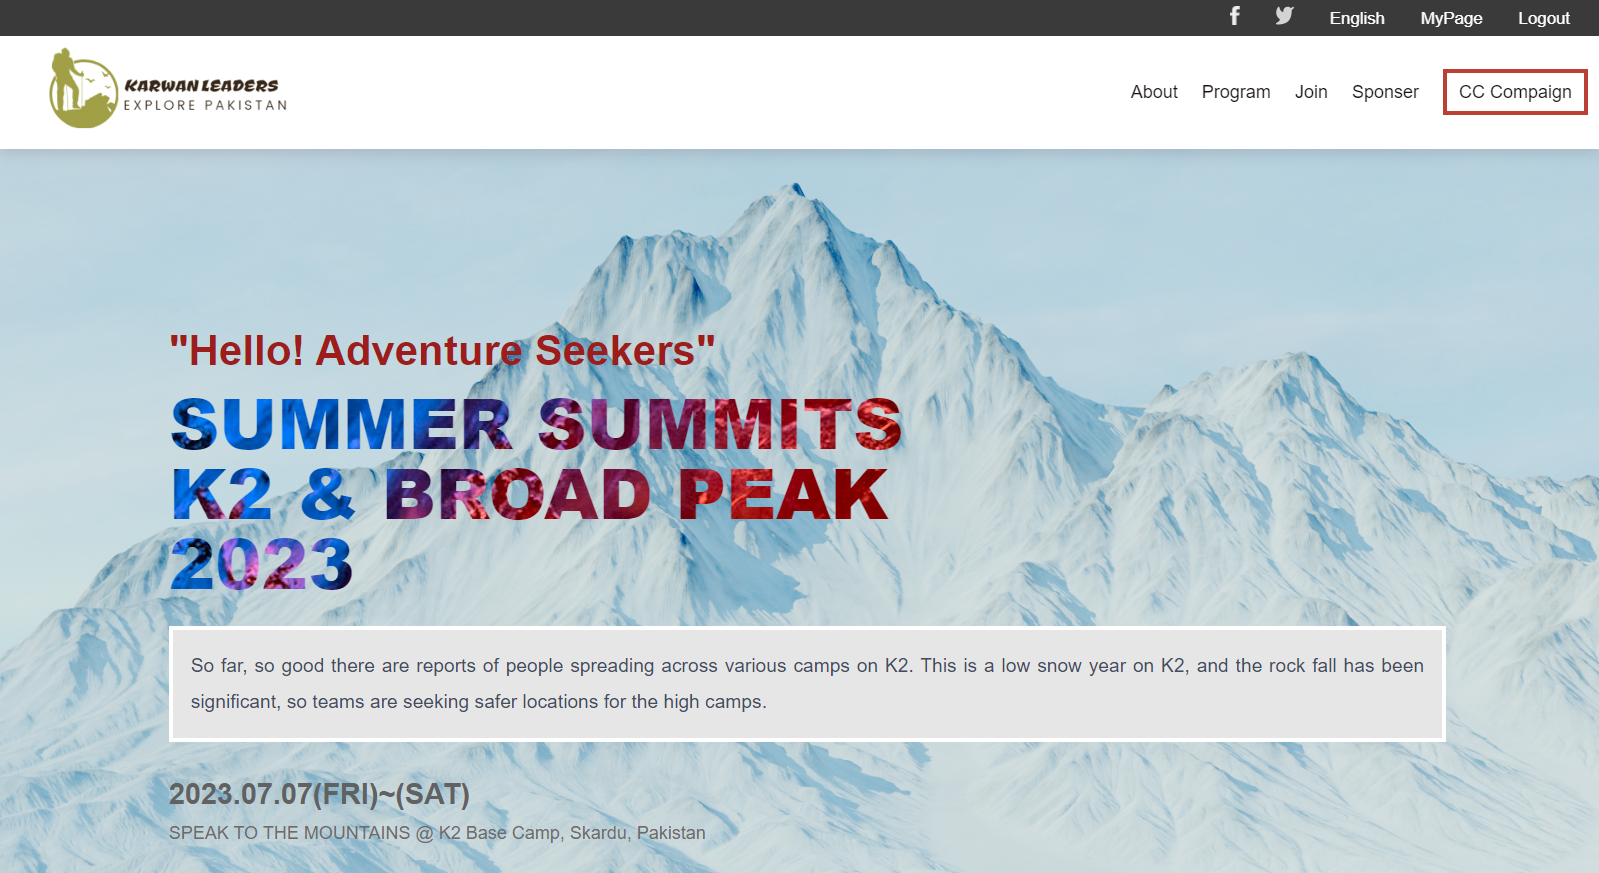 English MyPage Logout
KARWAN LEADERS
EXPLORE PAKISTAN
About Program Join Sponser CC Compaign
"Hello! Adventure Seekers"
SUMMER SUMMITS
K2 & BROAD PEAK
2023
So far, so good there are reports of people spreading across various camps on K2. This is a low snow year on K2, and the rock fall has been
significant, so teams are seeking safer locations for the high camps.
2023.07.07(FRI)~(SAT)
SPEAK TO THE MOUNTAINS @ K2 Base Camp, Skardu, Pakistan